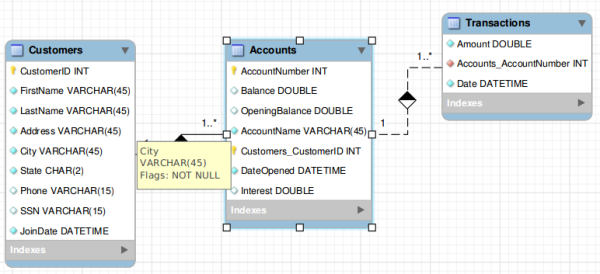 Customers
CustomerID INT
FirstName VARCHAR(45)
LastName VARCHAR(45)
Address VARCHAR(45)
City VARCHAR(45)
State CHAR(2)
Phone VARCHAR(15)
SSN VARCHAR(15)
JoinDate DATETIME
Indexes
1..*
City
VARCHAR(45)
Flags: NOT NULL
Accounts
AccountNumber INT
Balance DOUBLE
OpeningBalance DOUBLE
AccountName VARCHAR(45)
Customers_CustomerID INT
DateOpened DATETIME
Interest DOUBLE
Indexes
1
1..*
Transactions
Amount DOUBLE
Accounts_AccountNumber INT
Date DATETIME
Indexes